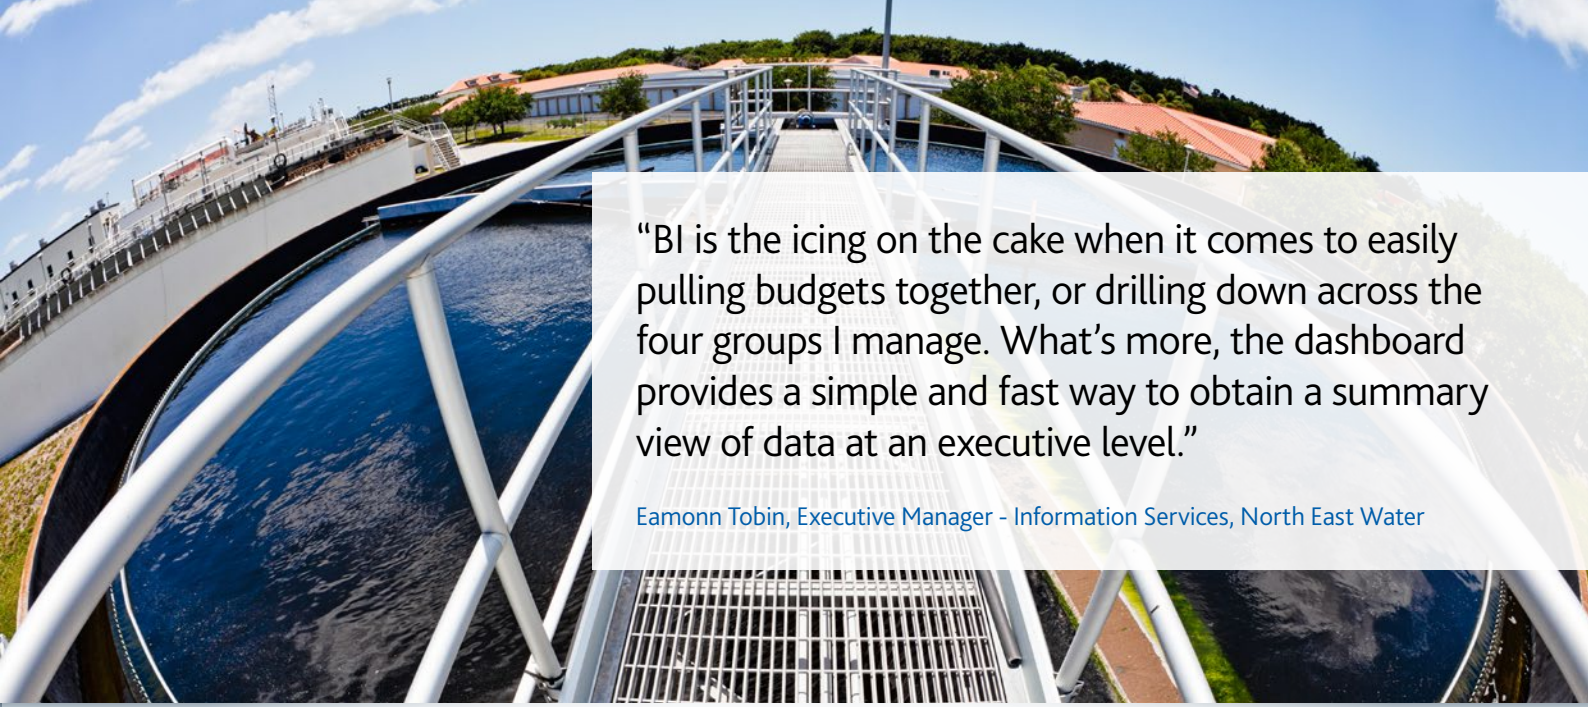 “BI is the icing on the cake when it comes to easily
pulling budgets together, or drilling down across the
four groups I manage. What’s more, the dashboard
provides a simple and fast way to obtain a summary
view of data at an executive level.”
Eamonn Tobin, Executive Manager - Information Services, North East Water